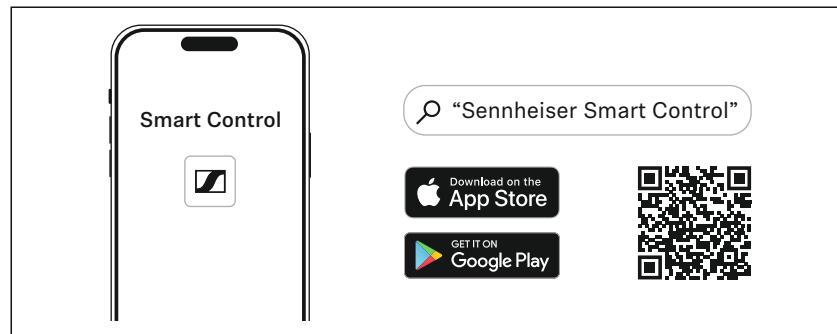 Smart Control
“Sennheiser Smart Control”
Download on the
App Store
GET IT ON
Google Play